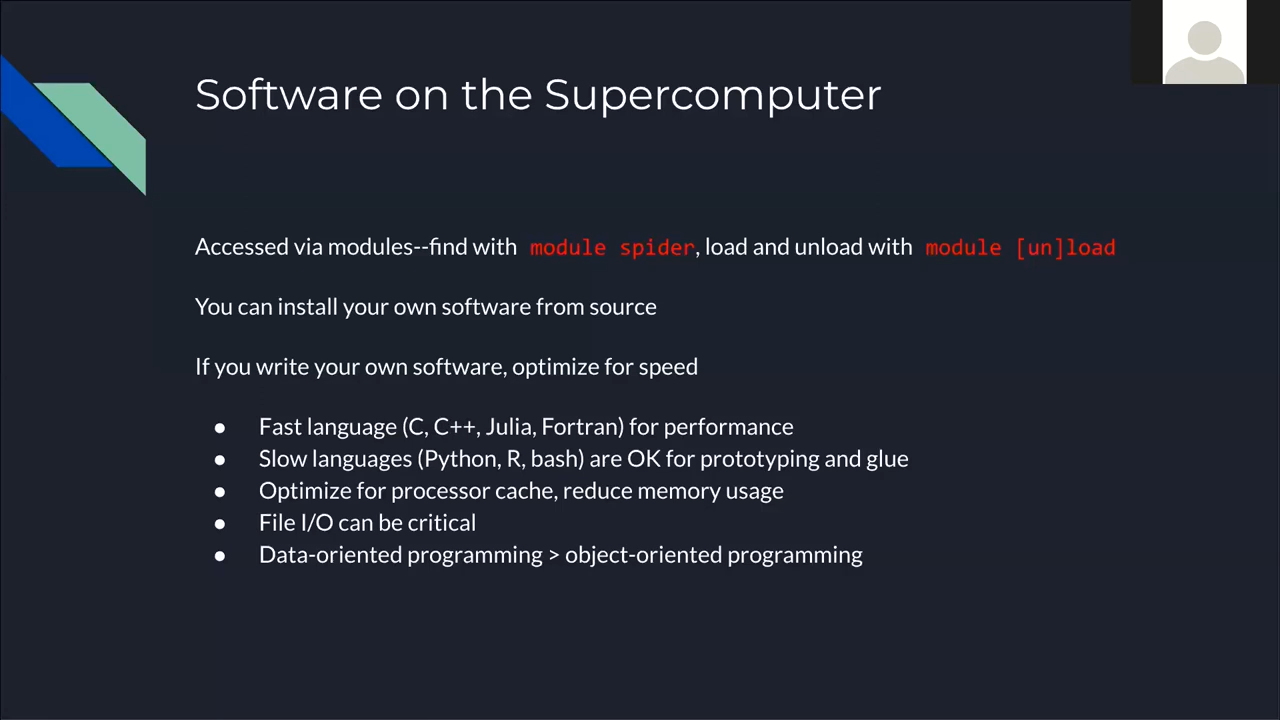 Software on the Supercomputer
Accessed via modules--find with module spider, load and unload with module [un]load
You can install your own software from source
If you write your own software, optimize for speed
● Fast language (C, C++, Julia, Fortran) for performance
● Slow languages (Python, R, bash) are OK for prototyping and glue
● Optimize for processor cache, reduce memory usage
● File I/O can be critical
● Data-oriented programming > object-oriented programming